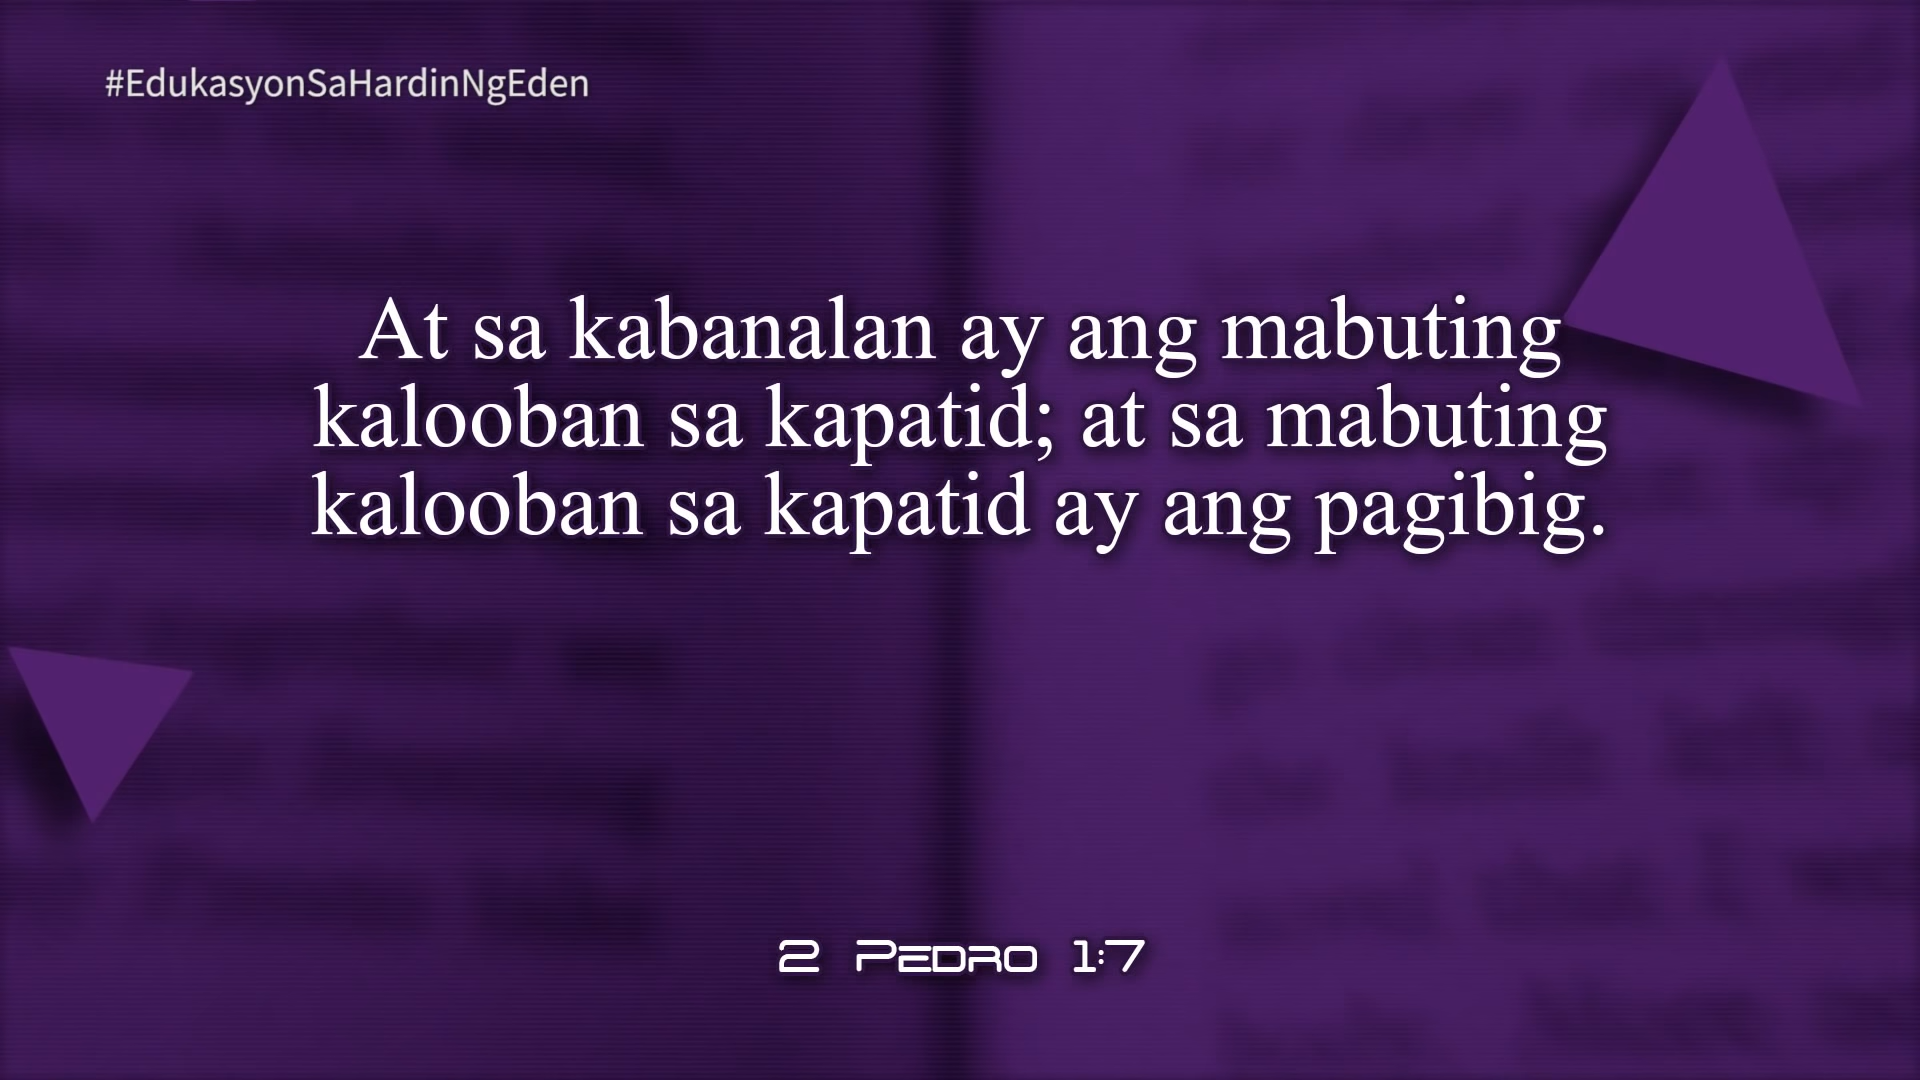 #EdukasyonSaHardinNgEden
At sa kabanalan ay ang mabuting
kalooban sa kapatid; at sa mabuting
kalooban sa kapatid ay ang pagibig.
2 Pedro 1:7